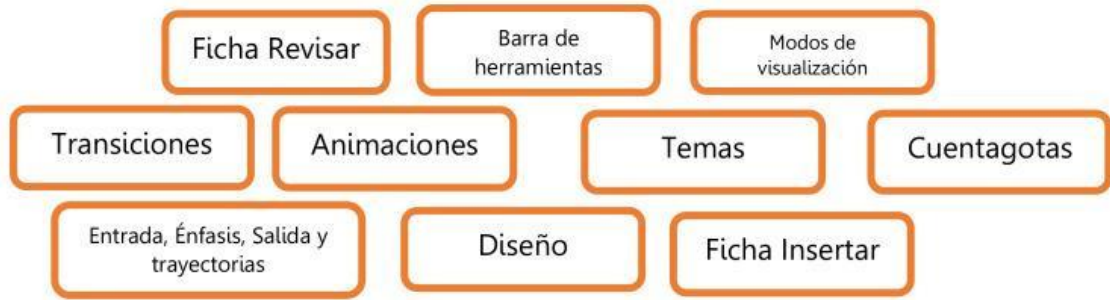 Ficha Revisar
Barra de
herramientas
Modos de
visualización
Transiciones
Animaciones
Temas
Cuentagotas
Entrada, Énfasis, Salida y
trayectorias
Diseño
Ficha Insertar